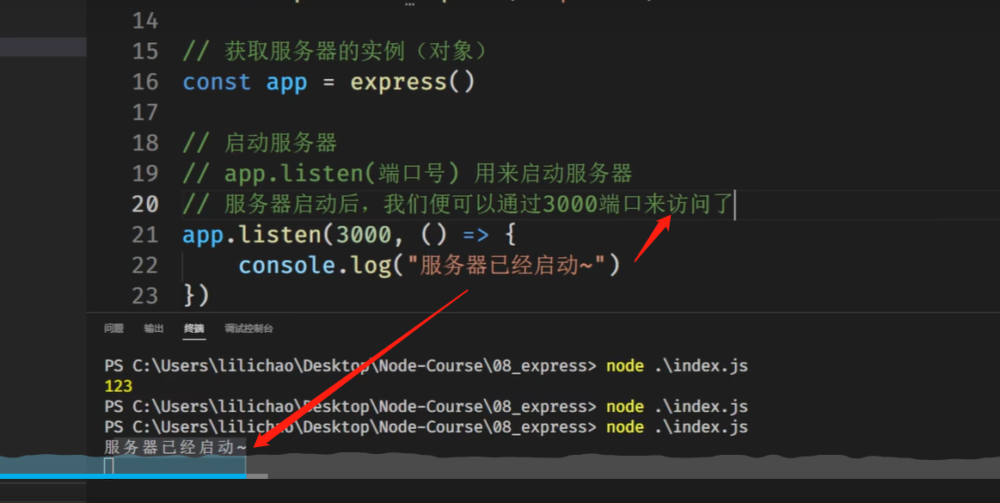 14
15 // 获取服务器的实例（对象）
16 const app = express()
17
18 // 启动服务器
19 // app.listen(端口号) 用来启动服务器
20 // 服务器启动后，我们便可以通过3000端口来访问了
21 app.listen(3000, () => {
22 console.log("服务器已经启动~")
23 })
问题 输出 终端 调试控制台
PS C:\Users\lilichao\Desktop\Node-Course\08_express> node .\index.js
123
PS C:\Users\lilichao\Desktop\Node-Course\08_express> node .\index.js
PS C:\Users\lilichao\Desktop\Node-Course\08_express> node .\index.js
服务器已经启动~